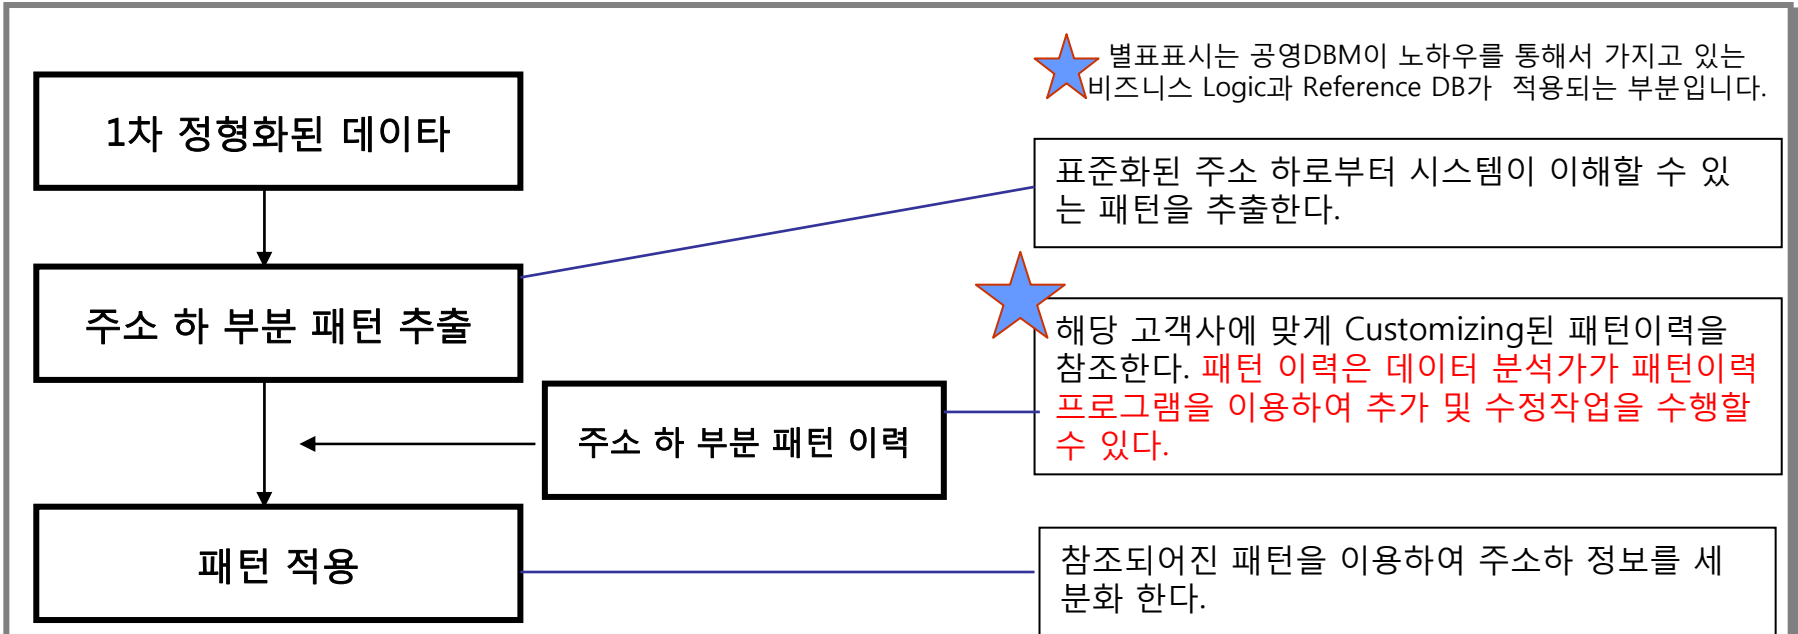 별표표시는 공영DBM이 노하우를 통해서 가지고 있는
비즈니스 Logic과 Reference DB가 적용되는 부분입니다.
1차 정형화된 데이타
표준화된 주소 하로부터 시스템이 이해할 수 있
는 패턴을 추출한다.
주소 하 부분 패턴 추출
해당 고객사에 맞게 Customizing된 패턴이력을
참조한다. 패턴 이력은 데이터 분석가가 패턴이력
프로그램을 이용하여 추가 및 수정작업을 수행할
수 있다.
주소 하 부분 패턴 이력
패턴 적용
참조되어진 패턴을 이용하여 주소하 정보를 세
분화 한다.